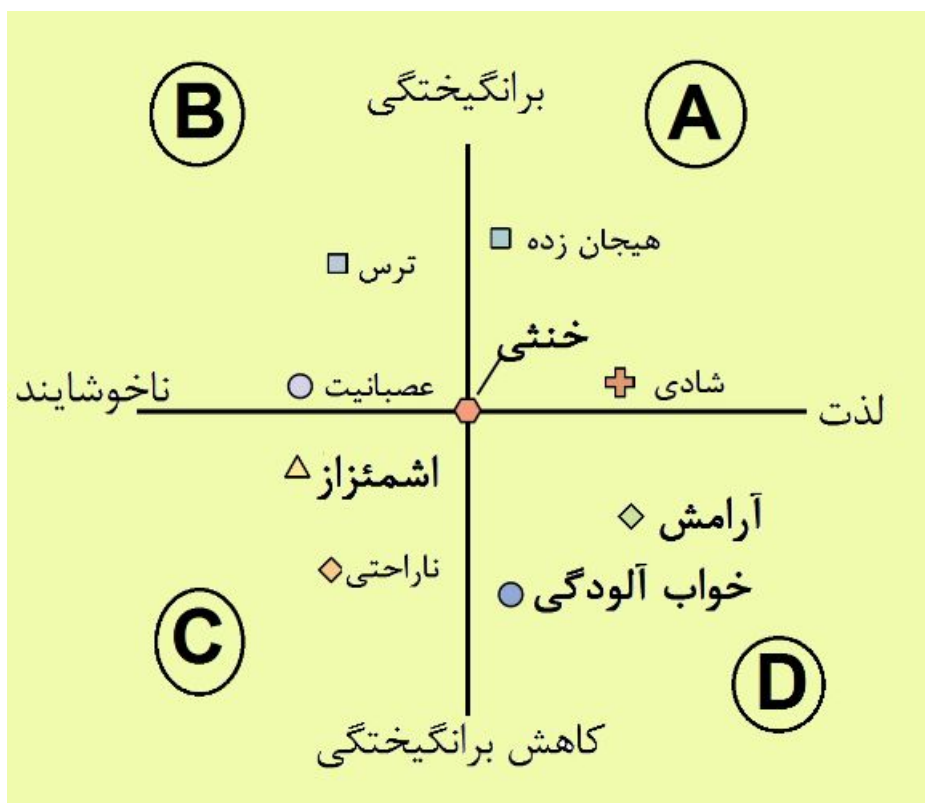 B
برانگیختگی
A
هیجان زده
ترس
خنثی
شادی
عصبانیت
ناخوشایند
لذت
اشمئزاز
آرامش
ناراحتی
خواب آلودگی
C
D
کاهش برانگیختگی